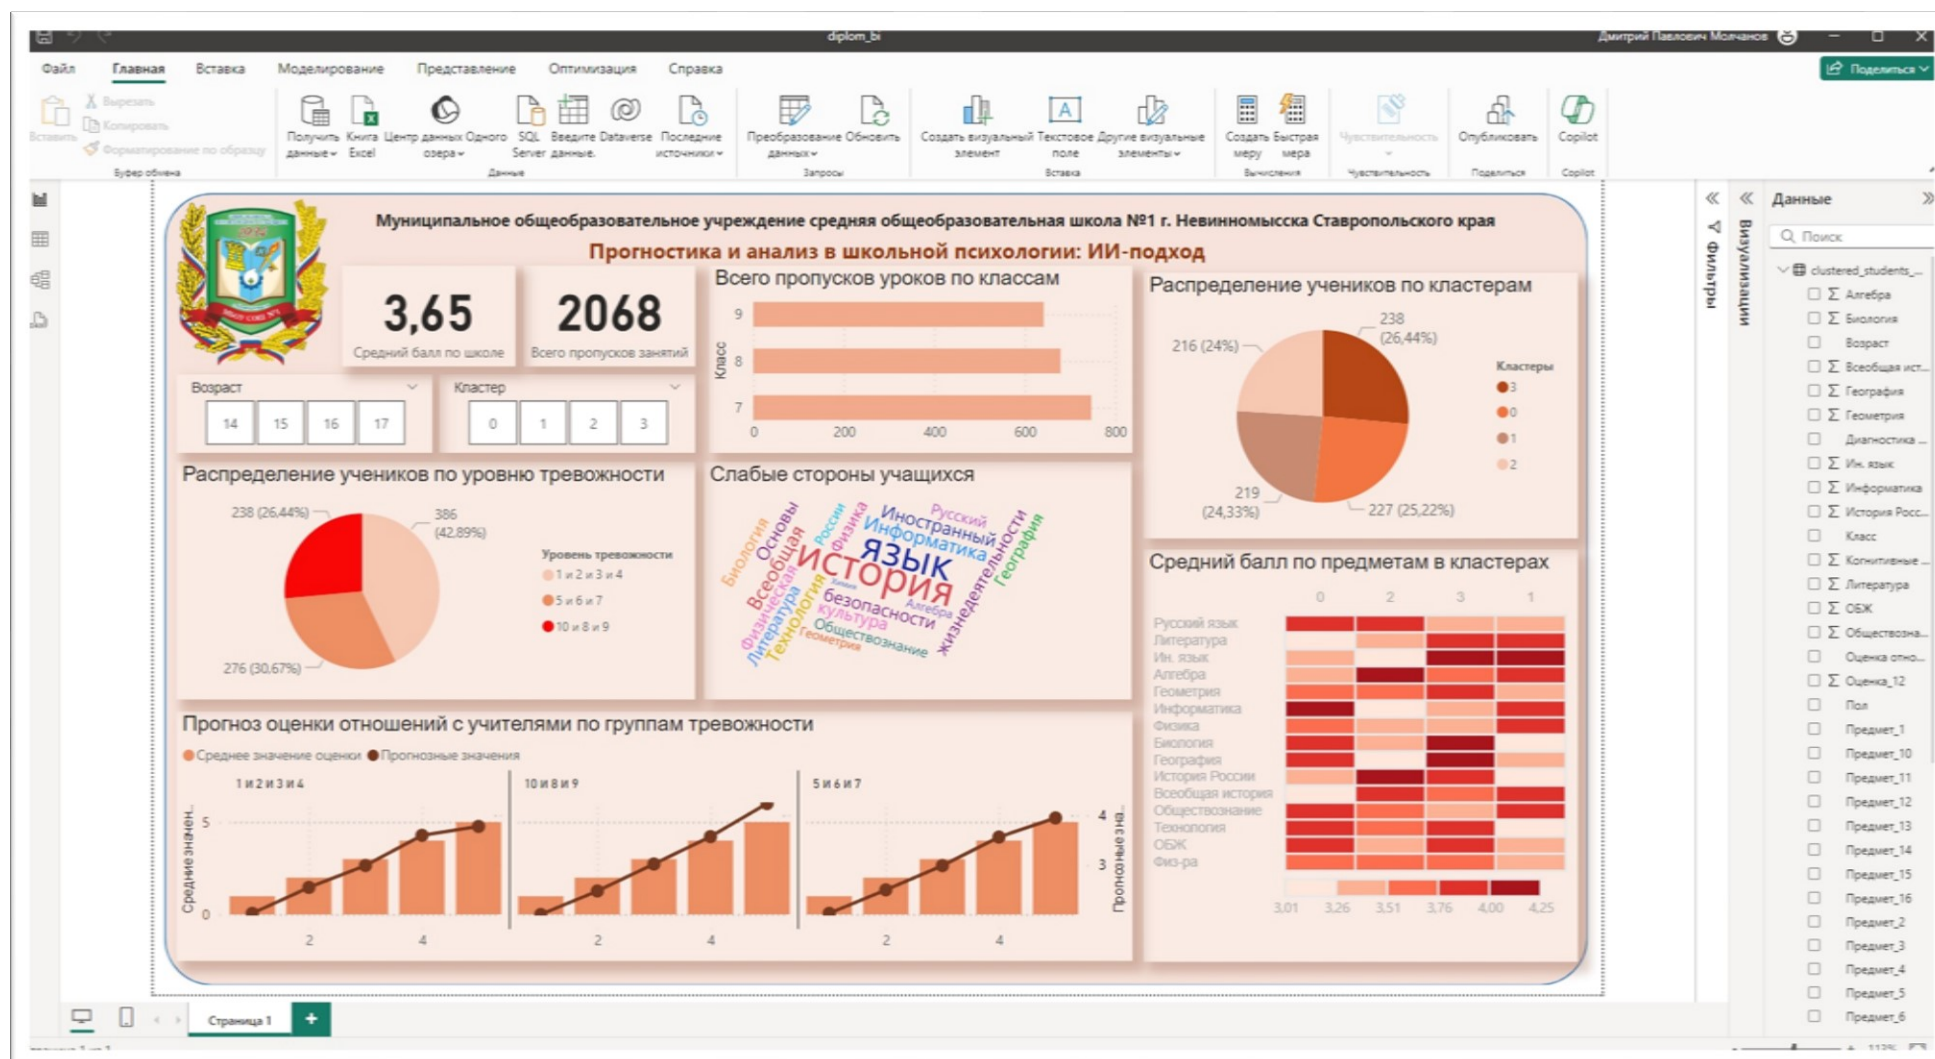 diplom_bi
Дмитрий Павлович Молчанов
Файл Главная Вставка Моделирование Представление Оптимизация Справка
Поделиться
Вставить
Вырезать
Копировать
Форматирование по образцу
Буфер обмена
Получить данные
Книга Excel
Центр данных Одного озера
SQL Server
Введите данные.
Dataverse
Последние источники
Данные
Преобразование данных
Обновить
Запросы
Создать визуальный элемент
Текстовое поле
Другие визуальные элементы
Вставка
Создать меру
Быстрая мера
Вычисления
Чувствительность
Чувствительность
Опубликовать
Поделиться
Copilot
Copilot
Муниципальное общеобразовательное учреждение средняя общеобразовательная школа №1 г. Невинномысска Ставропольского края
Прогностика и анализ в школьной психологии: ИИ-подход
3,65
Средний балл по школе
2068
Всего пропусков занятий
Возраст
14 15 16 17
Кластер
0 1 2 3
Всего пропусков уроков по классам
Класс
9
8
7
0 200 400 600 800
Распределение учеников по кластерам
238 (26,44%)
216 (24%)
219 (24,33%)
227 (25,22%)
Кластеры
3
0
1
2
Распределение учеников по уровню тревожности
238 (26,44%)
386 (42,89%)
276 (30,67%)
Уровень тревожности
1 и 2 и 3 и 4
5 и 6 и 7
10 и 8 и 9
Слабые стороны учащихся
Биология
Основы
Всеобщая
России
Физика
Иностранный
Русский
Информатика
язык
история
География
жизнедеятельности
Физическая
Литература
Технология
Химия
безопасности
Алгебра
культура
Обществознание
Геометрия
Средний балл по предметам в кластерах
0 2 3 1
Русский язык
Литература
Ин. язык
Алгебра
Геометрия
Информатика
Физика
Биология
География
История России
Всеобщая история
Обществознание
Технология
ОБЖ
Физ-ра
3,01 3,26 3,51 3,76 4,00 4,25
Прогноз оценки отношений с учителями по группам тревожности
Среднее значение оценки Прогнозные значения
1 и 2 и 3 и 4 10 и 8 и 9 5 и 6 и 7
Средние значен...
5
0
4
3
Прогнозные зна...
2 4 2 4 2 4
Фильтры
Визуализации
Данные
Поиск
clustered_students_...
Алгебра
Биология
Возраст
Всеобщая ист...
География
Геометрия
Диагностика ...
Ин. язык
Информатика
История Росс...
Класс
Когнитивные ...
Литература
ОБЖ
Обществозна...
Оценка отно...
Оценка_12
Пол
Предмет_1
Предмет_10
Предмет_11
Предмет_12
Предмет_13
Предмет_14
Предмет_15
Предмет_16
Предмет_2
Предмет_3
Предмет_4
Предмет_5
Предмет_6
Страница 1
113%